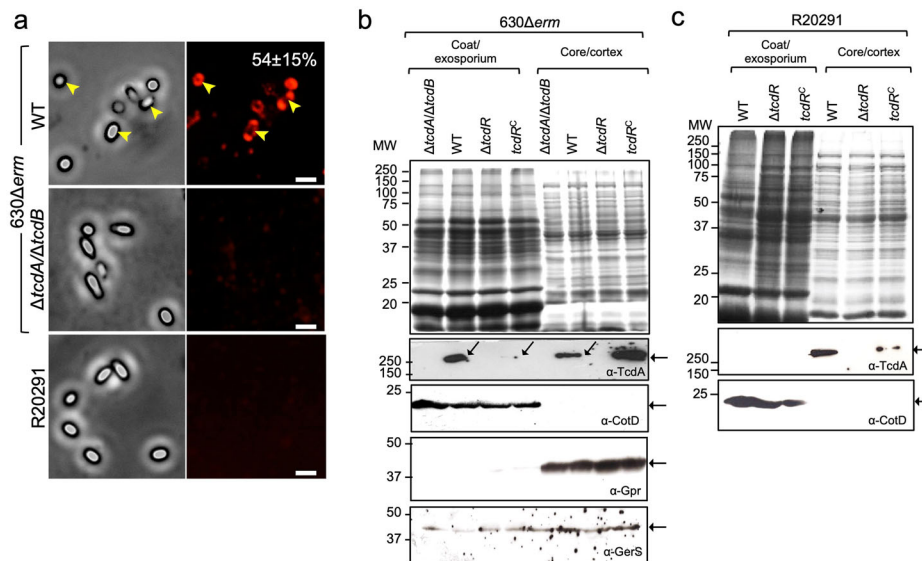 a
54±15%
WT
ΔtcdA/ΔtcdB
630Δerm
R20291
b
630Δerm
Coat/
exosporium
Core/cortex
ΔtcdA/ΔtcdB
WT
ΔtcdR
tcdRᶜ
ΔtcdA/ΔtcdB
WT
ΔtcdR
tcdRᶜ
MW
250
150
100
75
50
37
25
20
250
150
α-TcdA
25
α-CotD
50
37
α-Gpr
50
37
α-GerS
c
R20291
Coat/
exosporium
Core/cortex
WT
ΔtcdR
tcdRᶜ
WT
ΔtcdR
tcdRᶜ
MW
250
150
100
75
50
37
25
20
250
α-TcdA
25
α-CotD